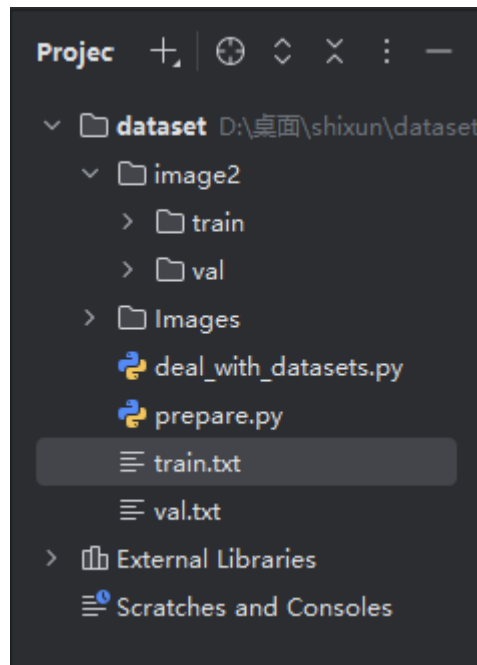 Projec
dataset D:\桌面\shixun\dataset
image2
train
val
Images
deal_with_datasets.py
prepare.py
train.txt
val.txt
External Libraries
Scratches and Consoles